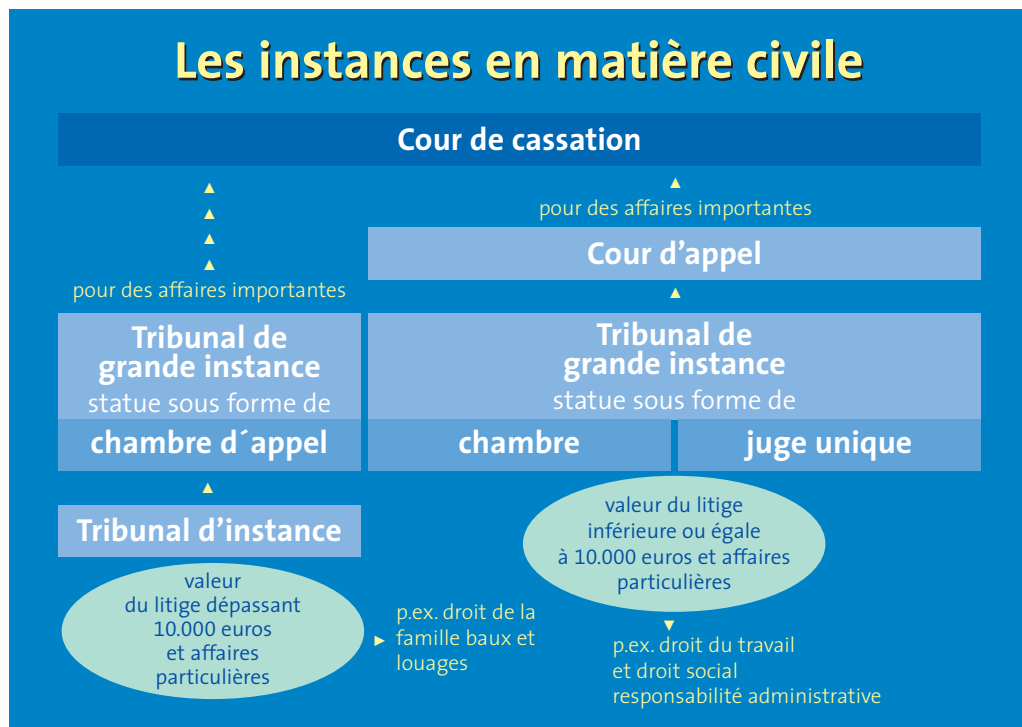 Les instances en matière civile
Cour de cassation
pour des affaires importantes
Cour d’appel
pour des affaires importantes
Tribunal de
grande instance
statue sous forme de
chambre d´appel
Tribunal de
grande instance
statue sous forme de
chambre
juge unique
Tribunal d’instance
valeur du litige
inférieure ou égale
à 10.000 euros et affaires
particulières
valeur
du litige dépassant
10.000 euros
et affaires
particulières
p.ex. droit de la
famille baux et
louages
p.ex. droit du travail
et droit social
responsabilité administrative